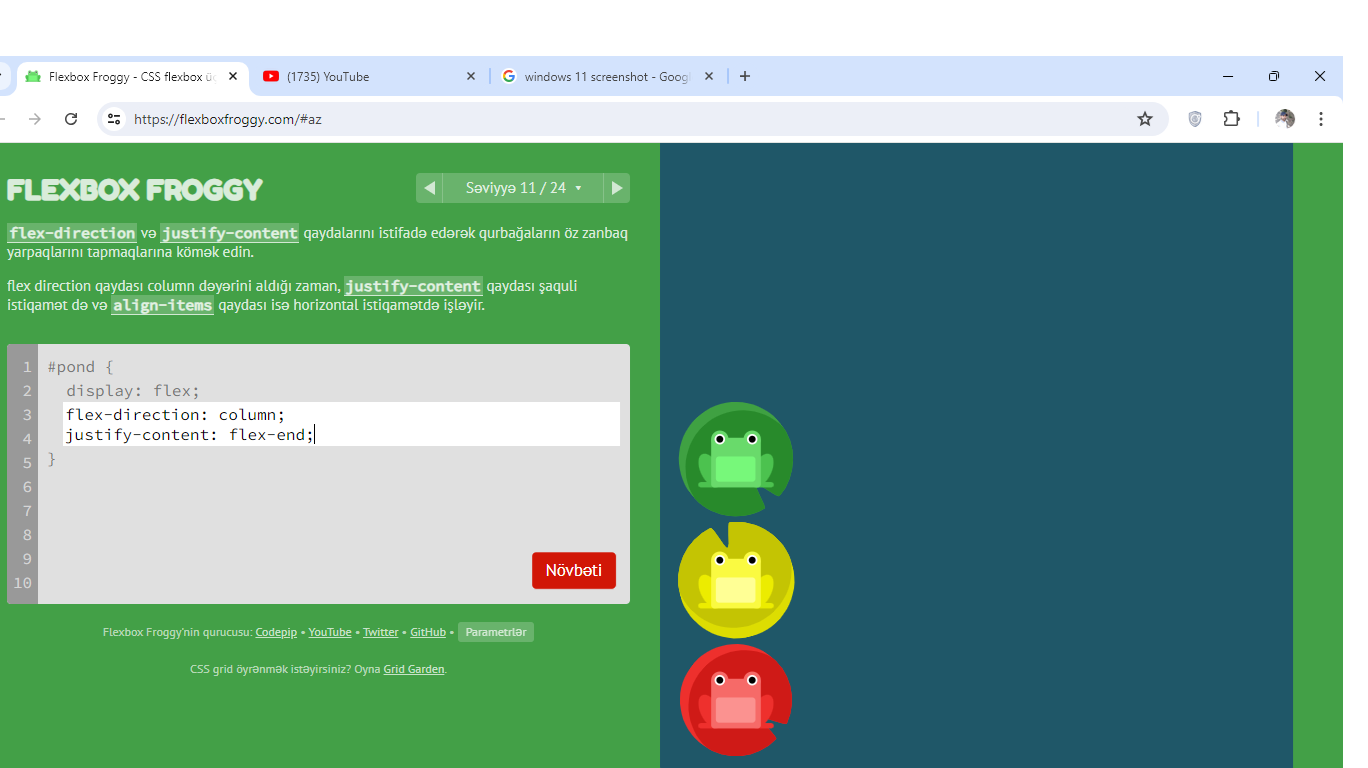 Flexbox Froggy - CSS flexbox üç
(1735) YouTube
windows 11 screenshot - Googl
https://flexboxfroggy.com/#az
FLEXBOX FROGGY
Səviyyə 11 / 24
flex-direction və justify-content qaydalarını istifadə edərək qurbağaların öz zanbaq
yarpaqlarını tapmaqlarına kömək edin.
flex direction qaydası column dəyərini aldığı zaman, justify-content qaydası şaquli
istiqamət də və align-items qaydası isə horizontal istiqamətdə işləyir.
1 #pond {
2 display: flex;
3 flex-direction: column;
4 justify-content: flex-end;
5 }
6
7
8
9
10
Növbəti
Flexbox Froggy'nin qurucusu: Codepip • YouTube • Twitter • GitHub • Parametrlər
CSS grid öyrənmək istəyirsiniz? Oyna Grid Garden.